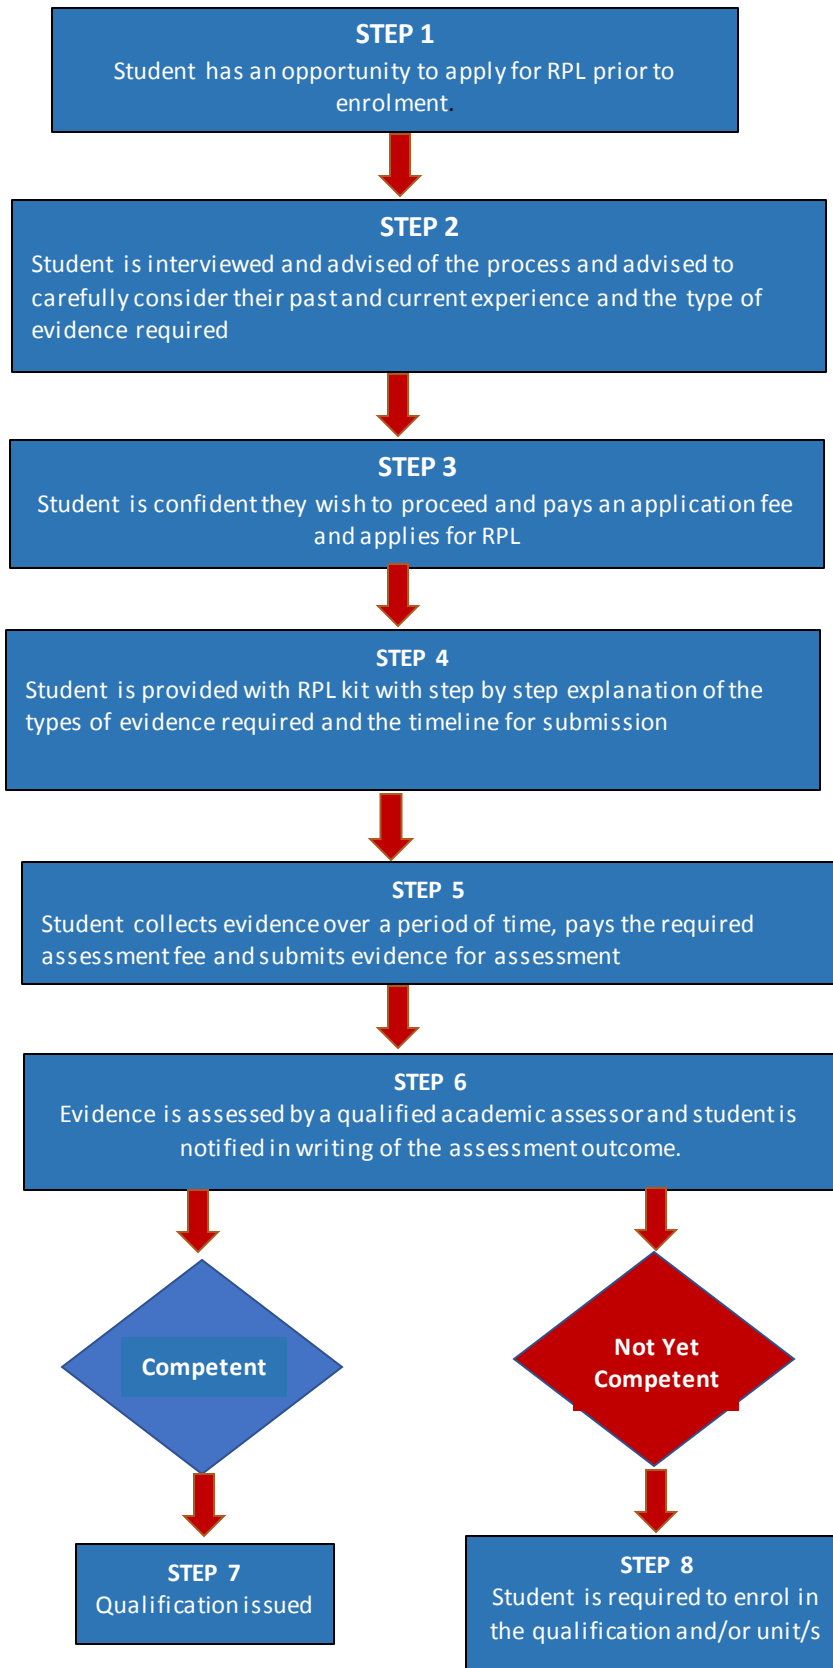 STEP 1
Student has an opportunity to apply for RPL prior to
enrolment.
STEP 2
Student is interviewed and advised of the process and advised to
carefully consider their past and current experience and the type of
evidence required
STEP 3
Student is confident they wish to proceed and pays an application fee
and applies for RPL
STEP 4
Student is provided with RPL kit with step by step explanation of the
types of evidence required and the timeline for submission
STEP 5
Student collects evidence over a period of time, pays the required
assessment fee and submits evidence for assessment
STEP 6
Evidence is assessed by a qualified academic assessor and student is
notified in writing of the assessment outcome.
Competent
Not Yet
Competent
STEP 7
Qualification issued
STEP 8
Student is required to enrol in
the qualification and/or unit/s